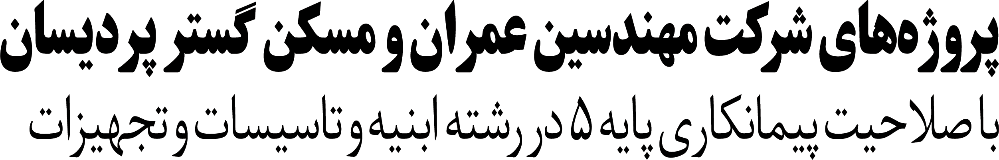 پروژه‌های شرکت مهندسین عمران و مسکن گستر پردیسان
با صلاحیت پیمانکاری پایه ۵ در رشته ابنیه و تاسیسات و تجهیزات